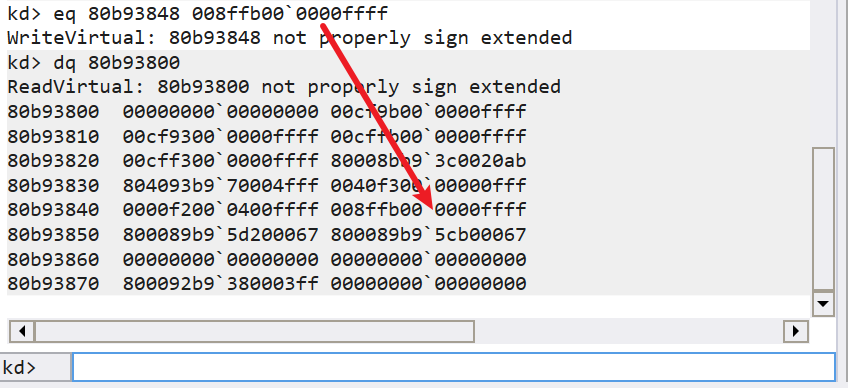 kd> eq 80b93848 008ffb00`0000ffff
WriteVirtual: 80b93848 not properly sign extended
kd> dq 80b93800
ReadVirtual: 80b93800 not properly sign extended
80b93800  00000000`00000000 00cf9b00`0000ffff
80b93810  00cf9300`0000ffff 00cffb00`0000ffff
80b93820  00cff300`0000ffff 80008bb9`3c0020ab
80b93830  804093b9`70004fff 0040f300`00000fff
80b93840  0000f200`0400ffff 008ffb00`0000ffff
80b93850  800089b9`5d200067 800089b9`5cb00067
80b93860  00000000`00000000 00000000`00000000
80b93870  800092b9`380003ff 00000000`00000000
kd>